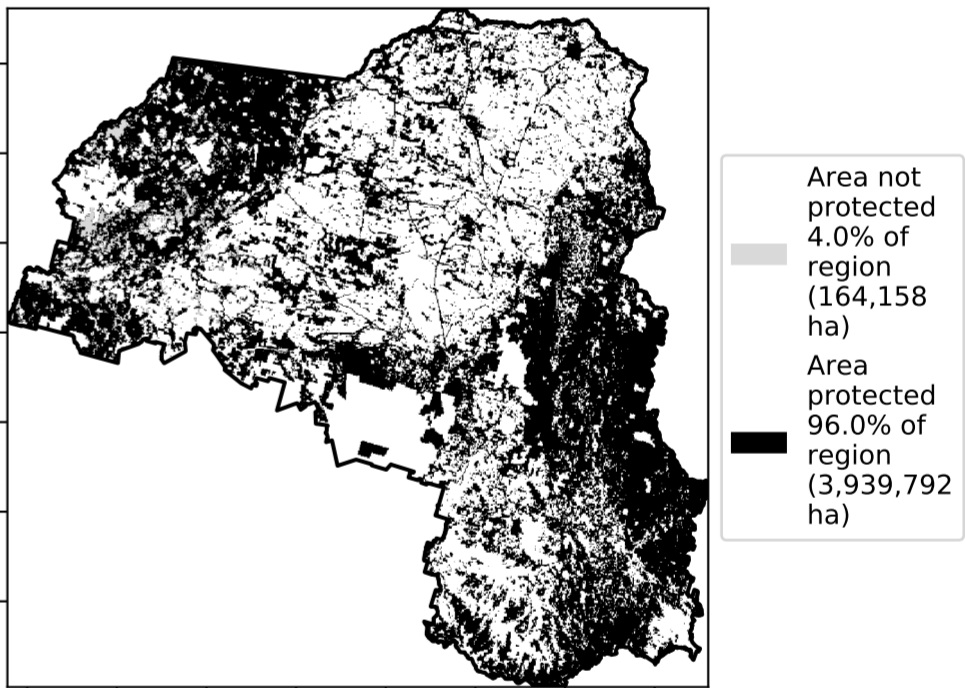 Area not
protected
4.0% of
region
(164,158
ha)
Area
protected
96.0% of
region
(3,939,792
ha)